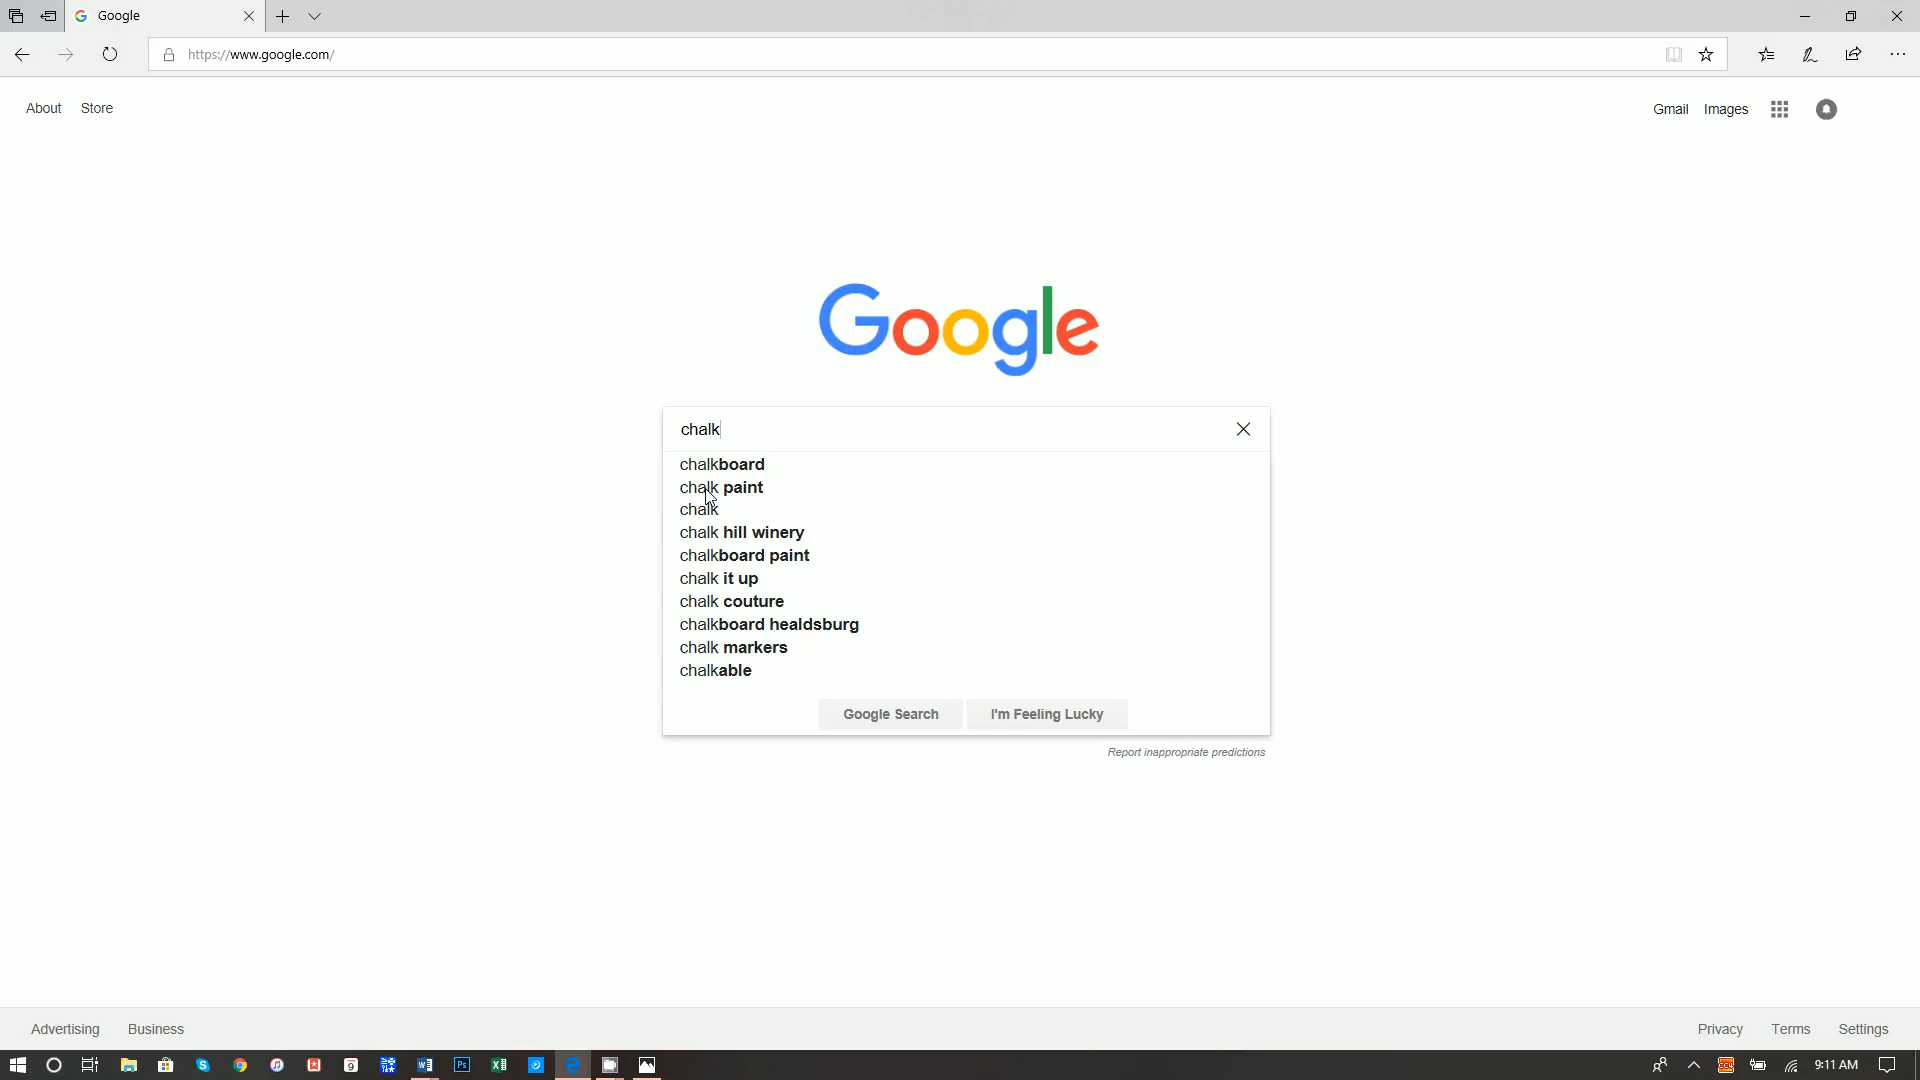 Google
https://www.google.com/
About Store
Gmail Images
Google
chalk
chalkboard
chalk paint
chalk
chalk hill winery
chalkboard paint
chalk it up
chalk couture
chalkboard healdsburg
chalk markers
chalkable
Google Search I'm Feeling Lucky
Report inappropriate predictions
Advertising Business
Privacy Terms Settings
9:11 AM